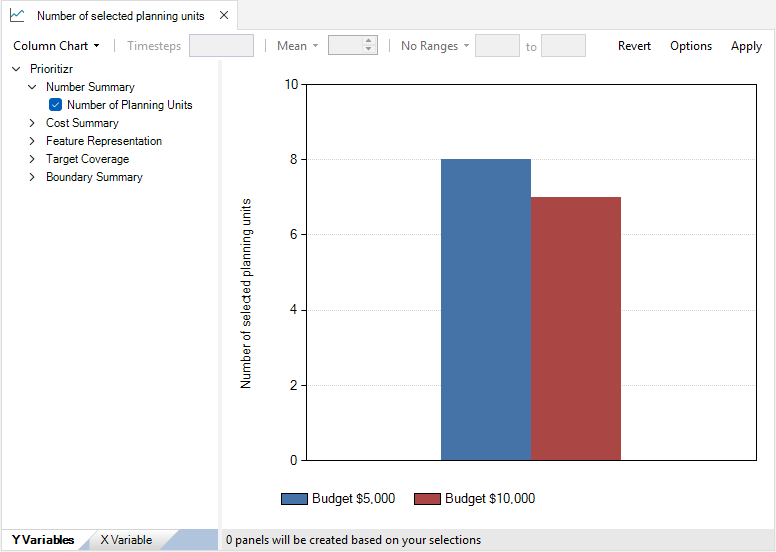 Number of selected planning units
Column Chart Timesteps Mean No Ranges to Revert Options Apply
Prioritizr
Number Summary
Number of Planning Units
Cost Summary
Feature Representation
Target Coverage
Boundary Summary
Number of selected planning units
10
8
6
4
2
0
Budget $5,000 Budget $10,000
Y Variables X Variable 0 panels will be created based on your selections